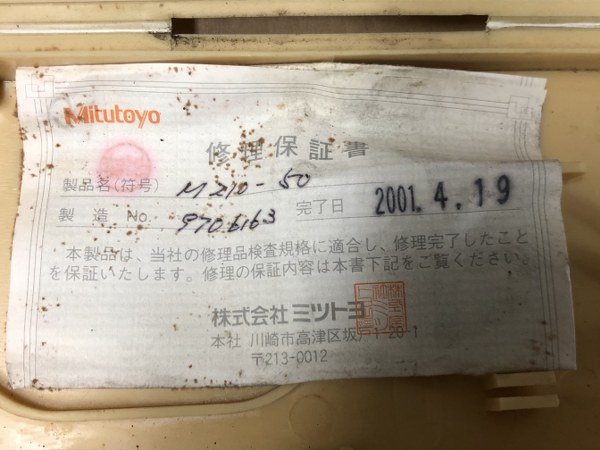 Mitutoyo
修理保証書
製品名(符号) M210-50
製造 No. 9706163 完了日 2001.4.19
本製品は、当社の修理品検査規格に適合し、修理完了したこと
を保証いたします。修理の保証内容は本書下記をご覧ください。
株式会社 ミツトヨ
本社 川崎市高津区坂戸1-20-1
〒213-0012